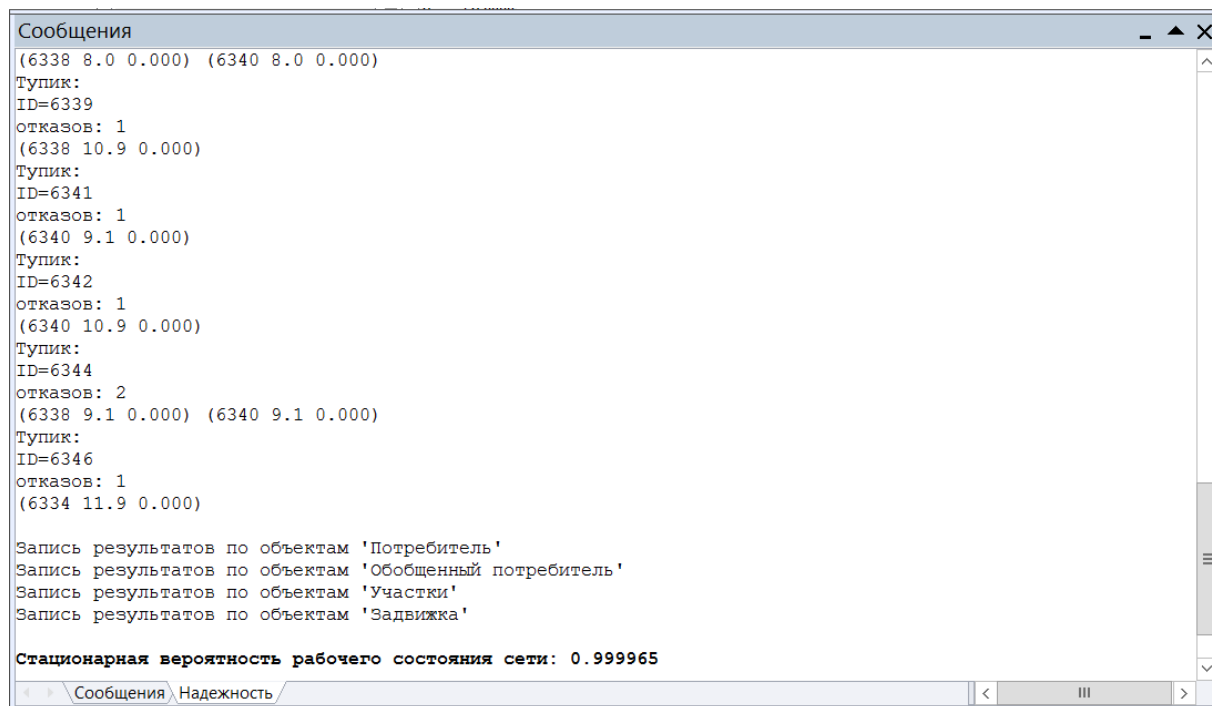 Сообщения
(6338 8.0 0.000) (6340 8.0 0.000)
Тупик:
ID=6339
отказов: 1
(6338 10.9 0.000)
Тупик:
ID=6341
отказов: 1
(6340 9.1 0.000)
Тупик:
ID=6342
отказов: 1
(6340 10.9 0.000)
Тупик:
ID=6344
отказов: 2
(6338 9.1 0.000) (6340 9.1 0.000)
Тупик:
ID=6346
отказов: 1
(6334 11.9 0.000)
Запись результатов по объектам 'Потребитель'
Запись результатов по объектам 'Обобщенный потребитель'
Запись результатов по объектам 'Участки'
Запись результатов по объектам 'Задвижка'
Стационарная вероятность рабочего состояния сети: 0.999965
Сообщения Надежность